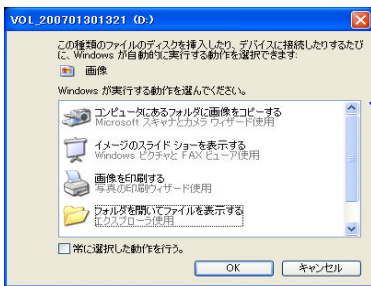 VOL_200701301321 (D:)
この種類のファイルのディスクを挿入したり、デバイスに接続したりするたび
に、Windows が自動的に実行する動作を選択できます:
画像
Windows が実行する動作を選んでください。
コンピュータにあるフォルダに画像をコピーする
Microsoft スキャナとカメラ ウィザード使用
イメージのスライド ショーを表示する
Windows ピクチャと FAX ビューア使用
画像を印刷する
写真の印刷ウィザード使用
フォルダを開いてファイルを表示する
エクスプローラ使用
常に選択した動作を行う。
OK
キャンセル